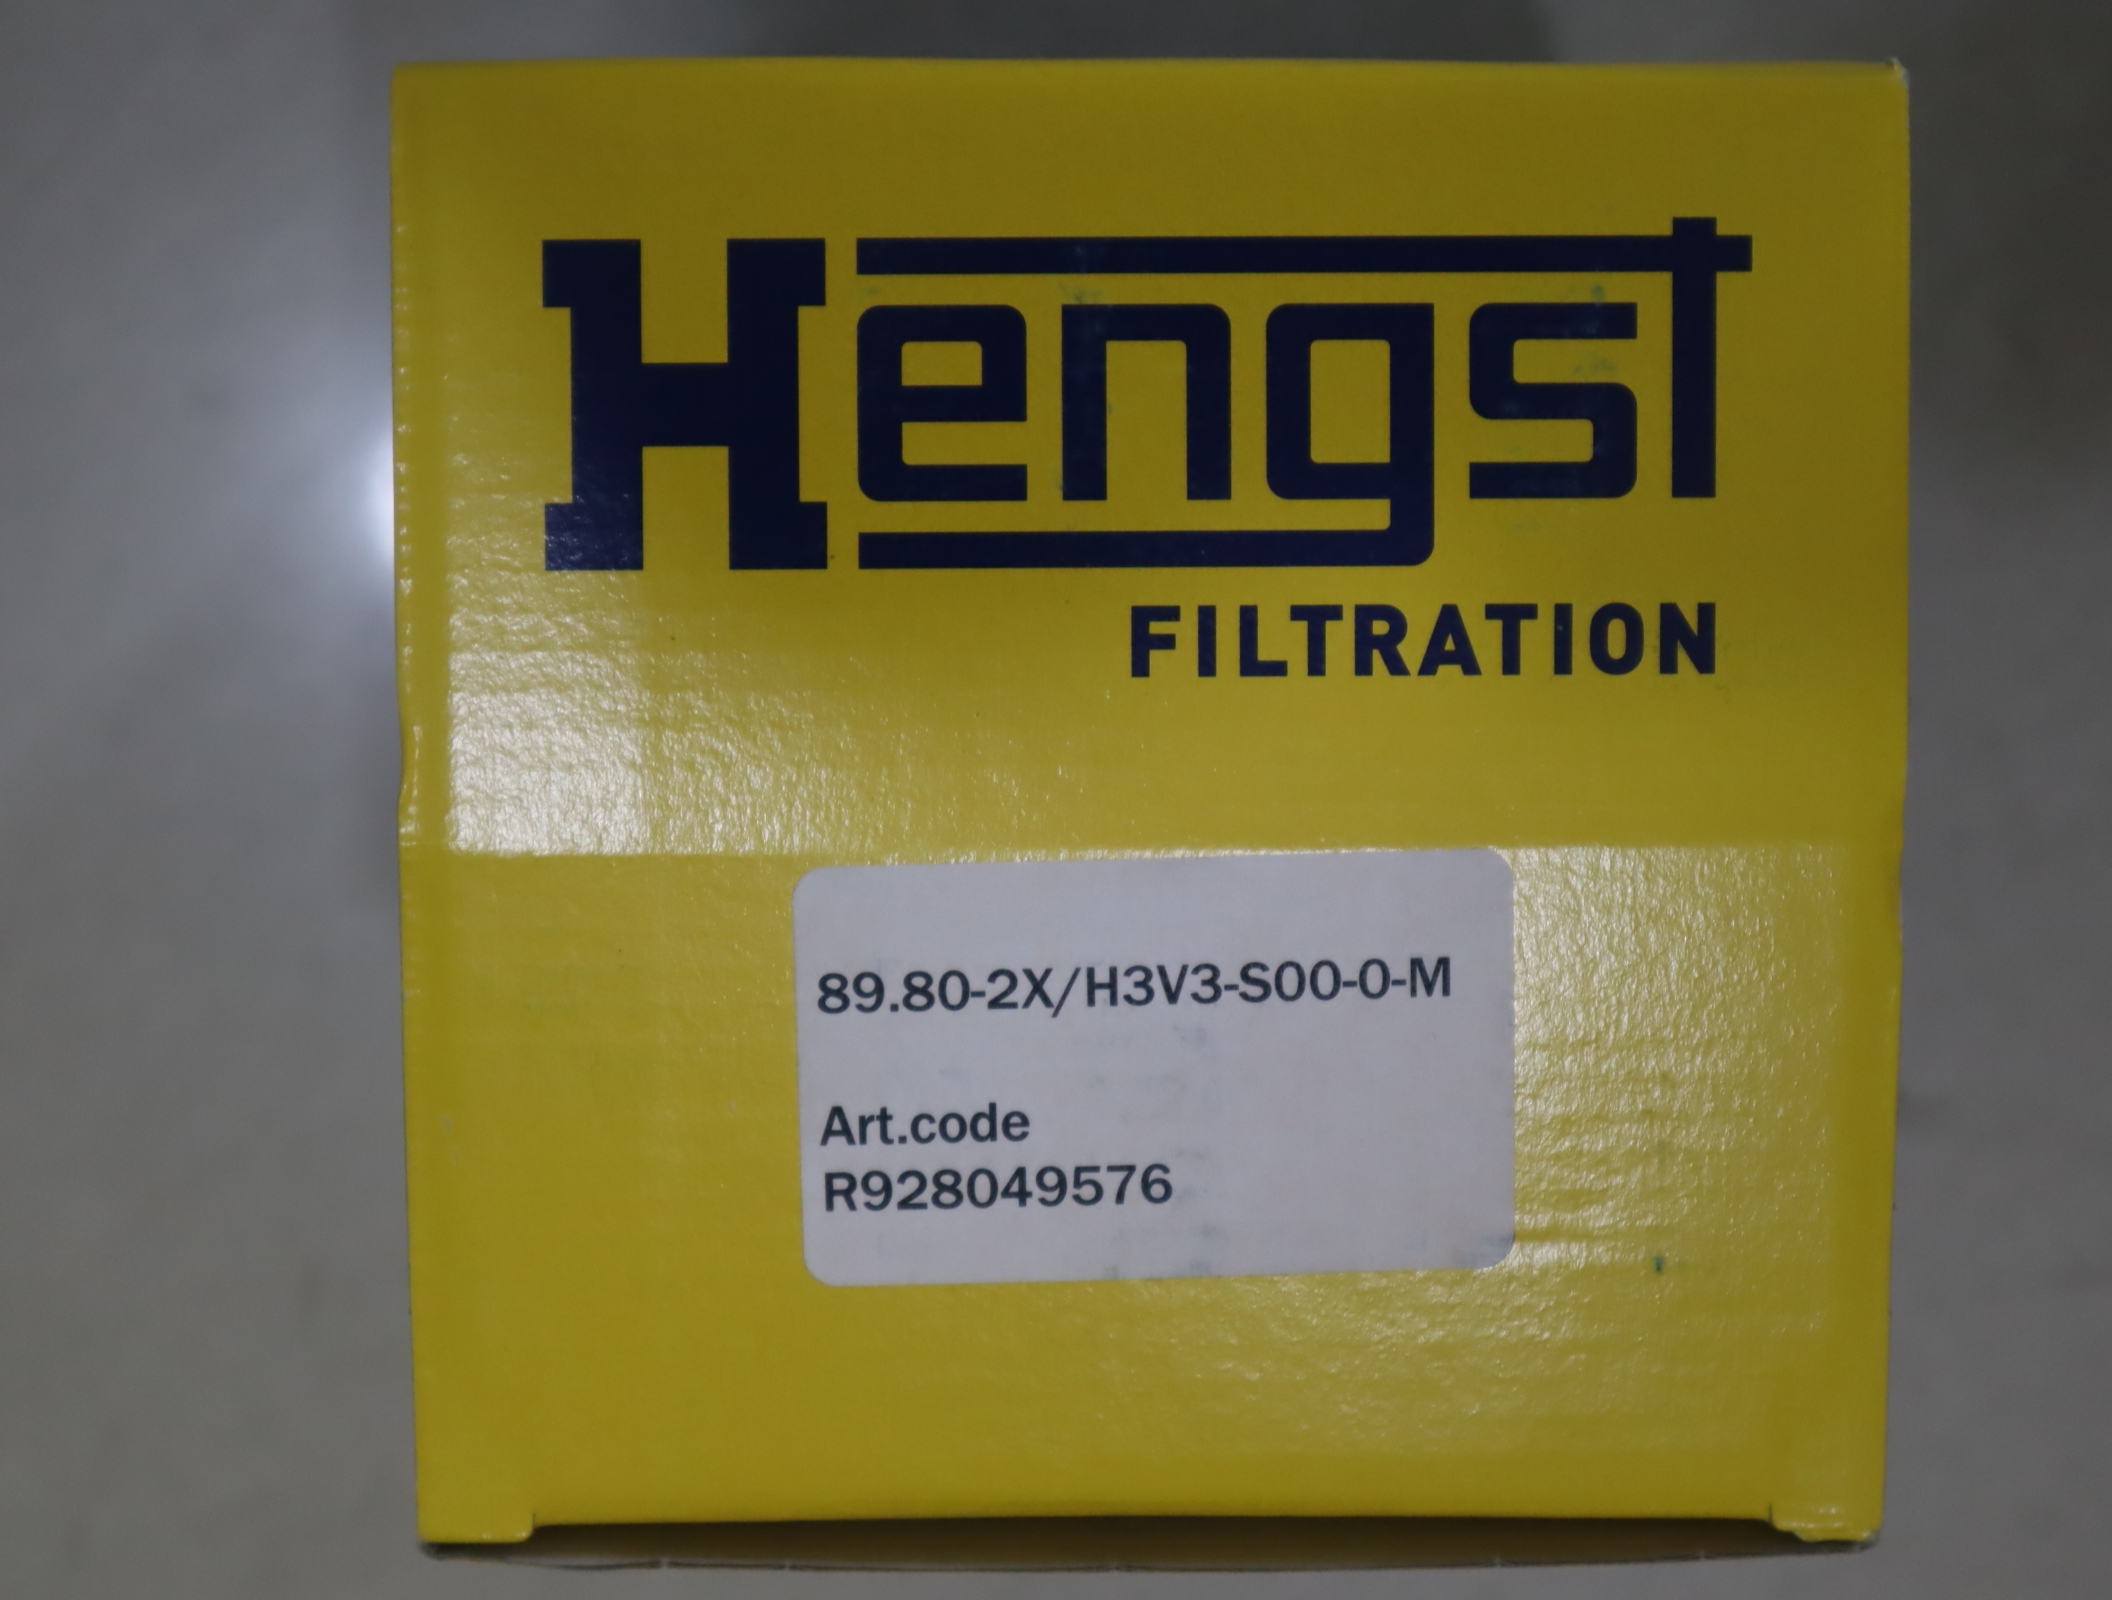 Hengst
FILTRATION
89.80-2X/H3V3-S00-0-M
Art.code
R928049576